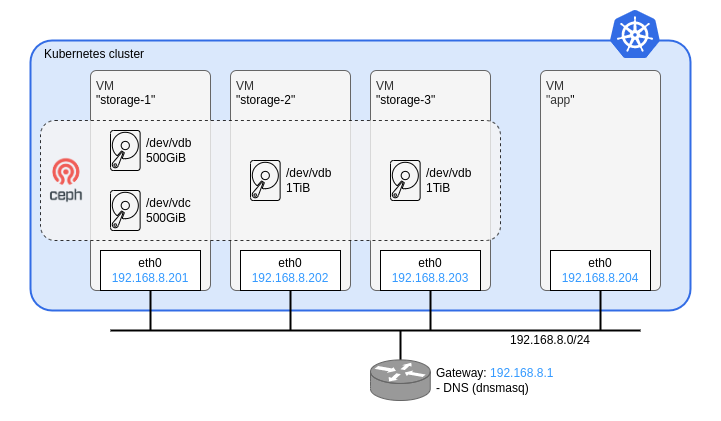 Kubernetes cluster
VM
"storage-1"
VM
"storage-2"
VM
"storage-3"
VM
"app"
ceph
/dev/vdb
500GiB
/dev/vdc
500GiB
/dev/vdb
1TiB
/dev/vdb
1TiB
eth0
192.168.8.201
eth0
192.168.8.202
eth0
192.168.8.203
eth0
192.168.8.204
192.168.8.0/24
Gateway: 192.168.8.1
- DNS (dnsmasq)